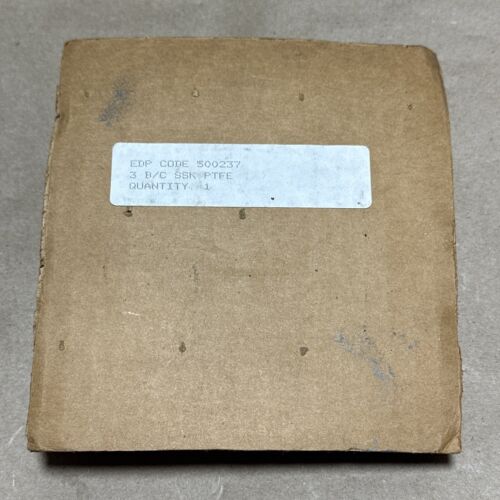 EDP CODE 500237
3 B/C SSK PTFE
QUANTITY 1